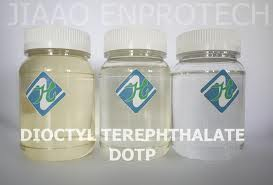 JIAAO ENPROTECH
DIOCTYL TEREPHTHALATE
DOTP